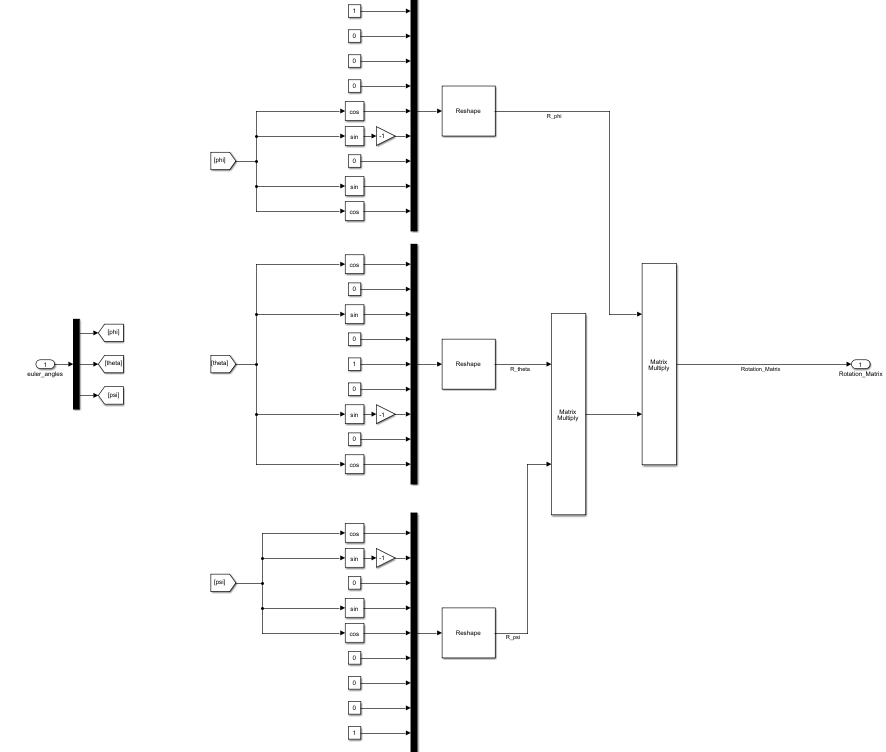 1
0
0
0
cos
sin
-1
0
sin
cos
[phi]
Reshape
R_phi
cos
0
sin
0
1
0
sin
-1
0
cos
[theta]
Reshape
R_theta
1
euler_angles
[phi]
[theta]
[psi]
Matrix
Multiply
Matrix
Multiply
Rotation_Matrix
1
Rotation_Matrix
cos
sin
-1
0
sin
cos
0
0
0
1
[psi]
Reshape
R_psi